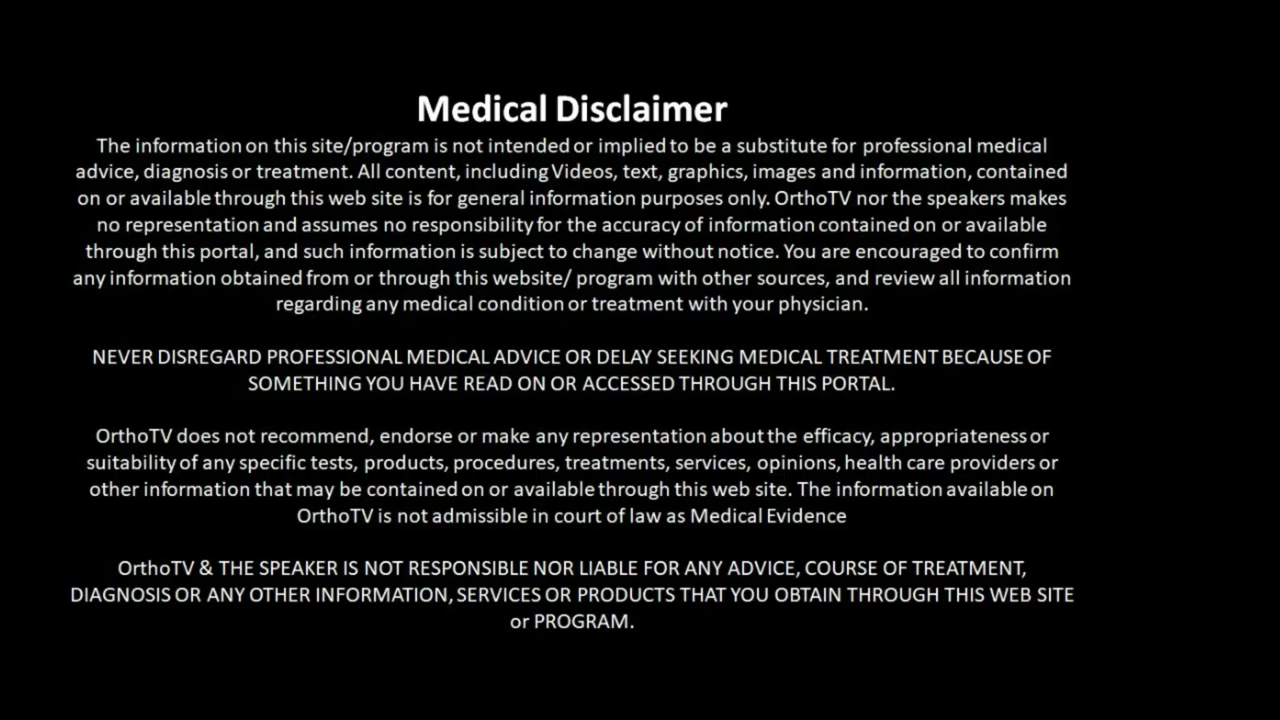 Medical Disclaimer
The information on this site/program is not intended or implied to be a substitute for professional medical
advice, diagnosis or treatment. All content, including Videos, text, graphics, images and information, contained
on or available through this web site is for general information purposes only. OrthoTV nor the speakers makes
no representation and assumes no responsibility for the accuracy of information contained on or available
through this portal, and such information is subject to change without notice. You are encouraged to confirm
any information obtained from or through this website/ program with other sources, and review all information
regarding any medical condition or treatment with your physician.
NEVER DISREGARD PROFESSIONAL MEDICAL ADVICE OR DELAY SEEKING MEDICAL TREATMENT BECAUSE OF
SOMETHING YOU HAVE READ ON OR ACCESSED THROUGH THIS PORTAL.
OrthoTV does not recommend, endorse or make any representation about the efficacy, appropriateness or
suitability of any specific tests, products, procedures, treatments, services, opinions, health care providers or
other information that may be contained on or available through this web site. The information available on
OrthoTV is not admissible in court of law as Medical Evidence
OrthoTV & THE SPEAKER IS NOT RESPONSIBLE NOR LIABLE FOR ANY ADVICE, COURSE OF TREATMENT,
DIAGNOSIS OR ANY OTHER INFORMATION, SERVICES OR PRODUCTS THAT YOU OBTAIN THROUGH THIS WEB SITE
or PROGRAM.